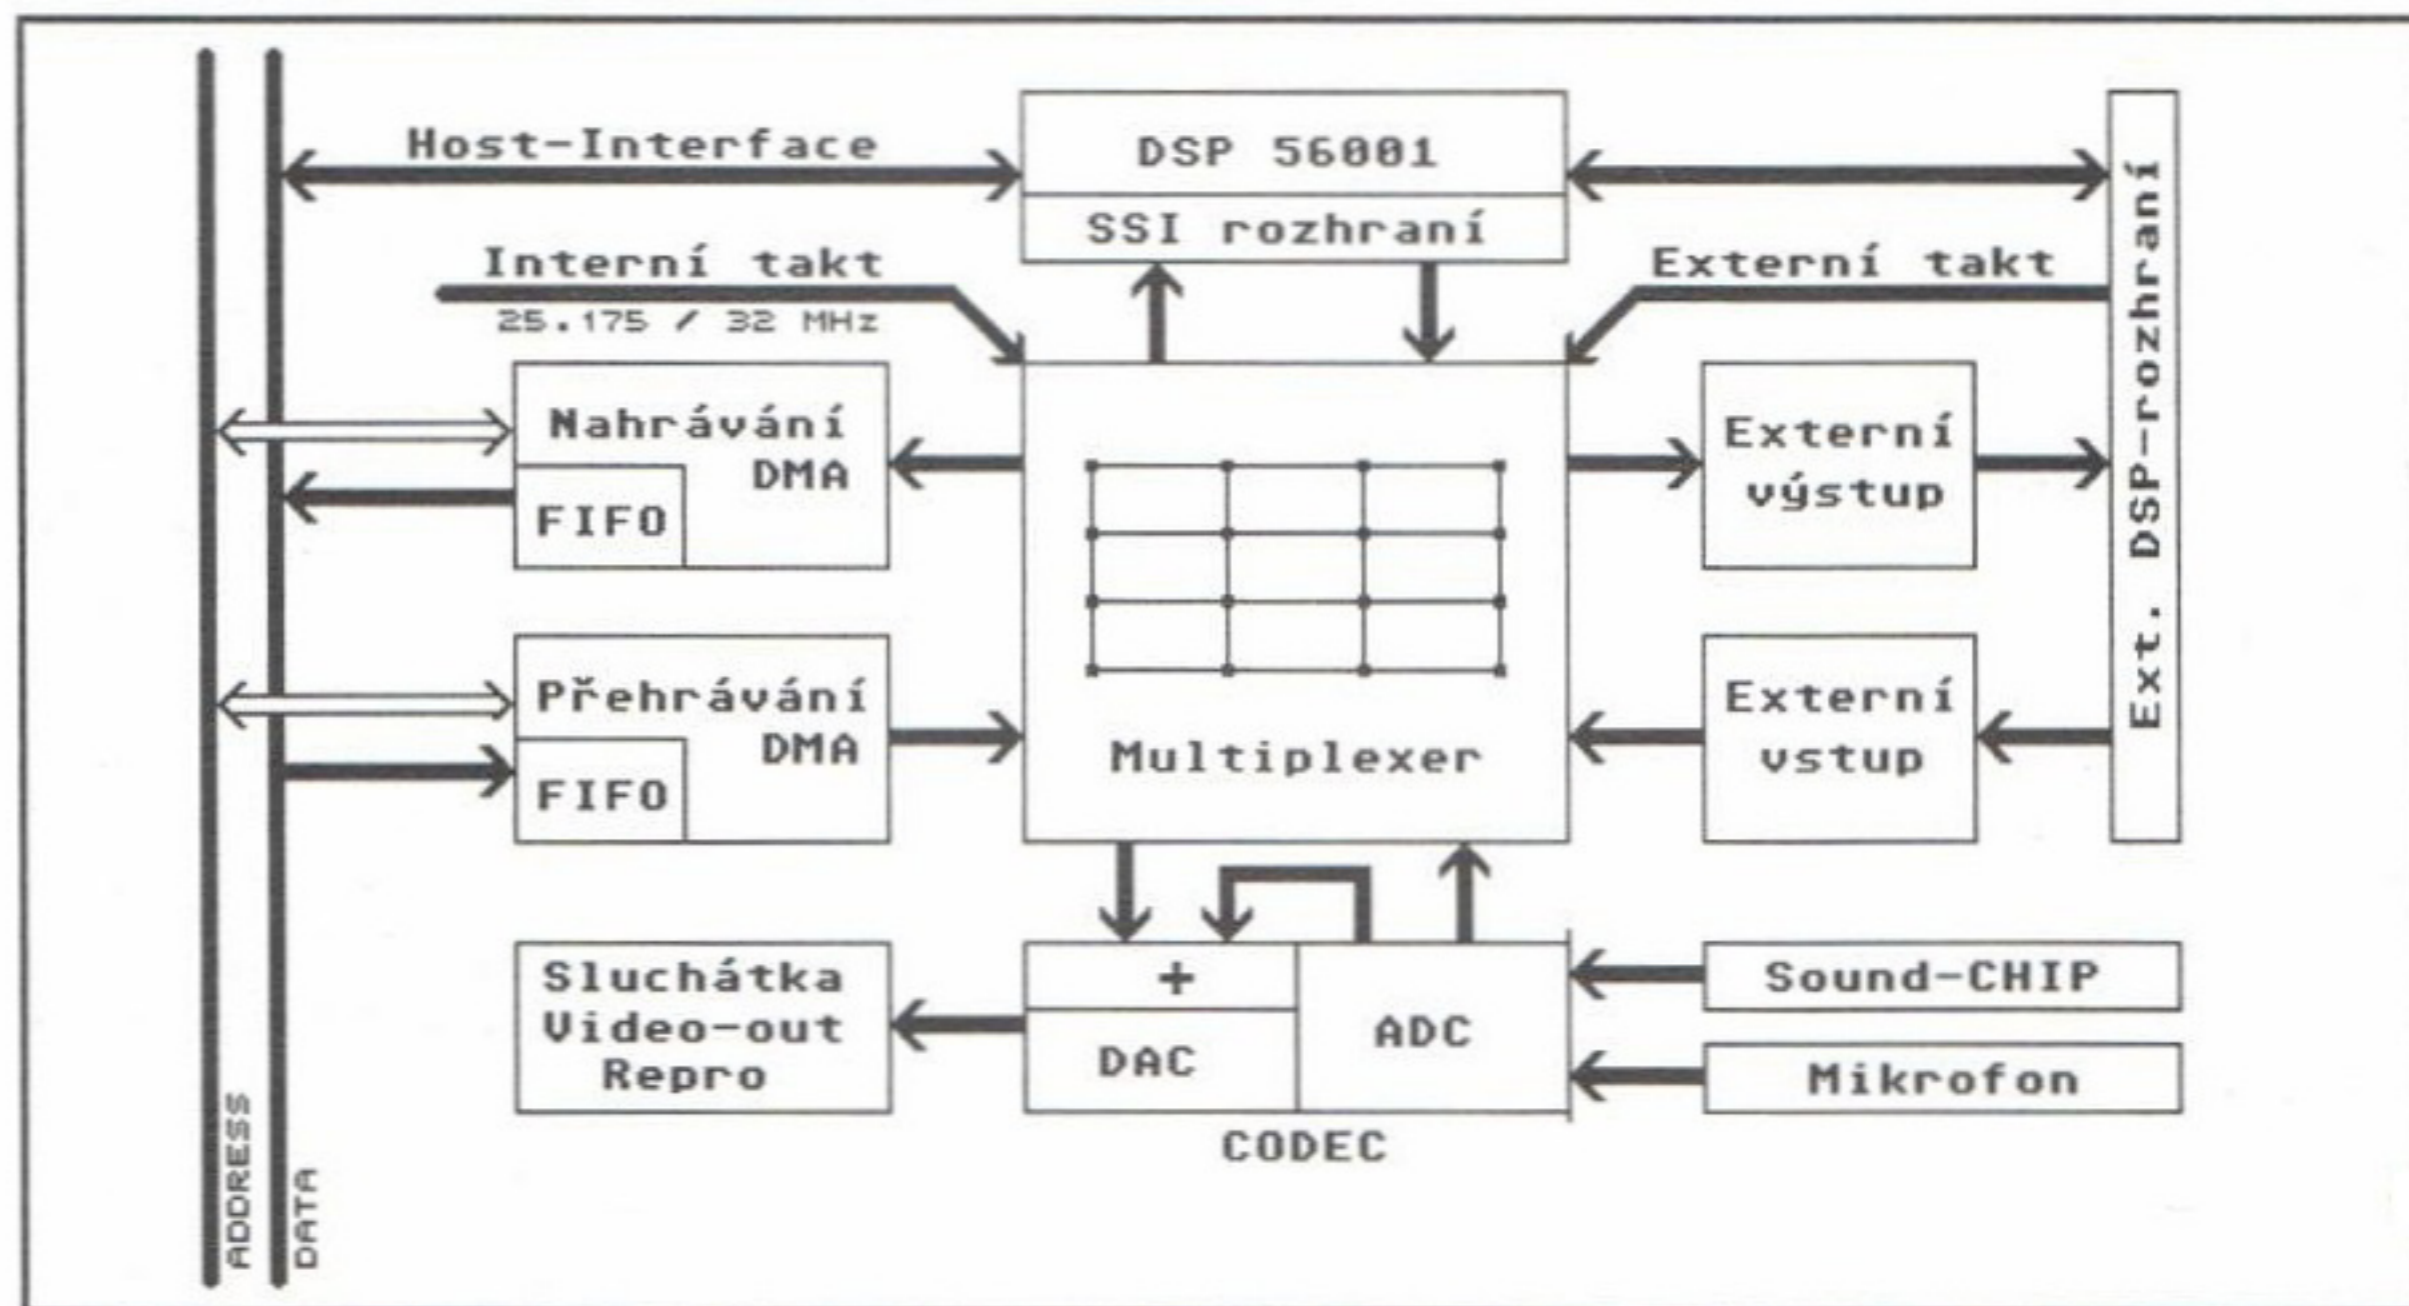 Host-Interface
DSP 56001
SSI rozhraní
Interní takt
25.175 / 32 MHz
Externí takt
Ext. DSP-rozhraní
Nahrávání
DMA
FIFO
Externí
výstup
Přehrávání
DMA
FIFO
Multiplexer
Externí
vstup
Sluchátka
Video-out
Repro
+
DAC
ADC
Sound-CHIP
Mikrofon
CODEC
ADDRESS
DATA